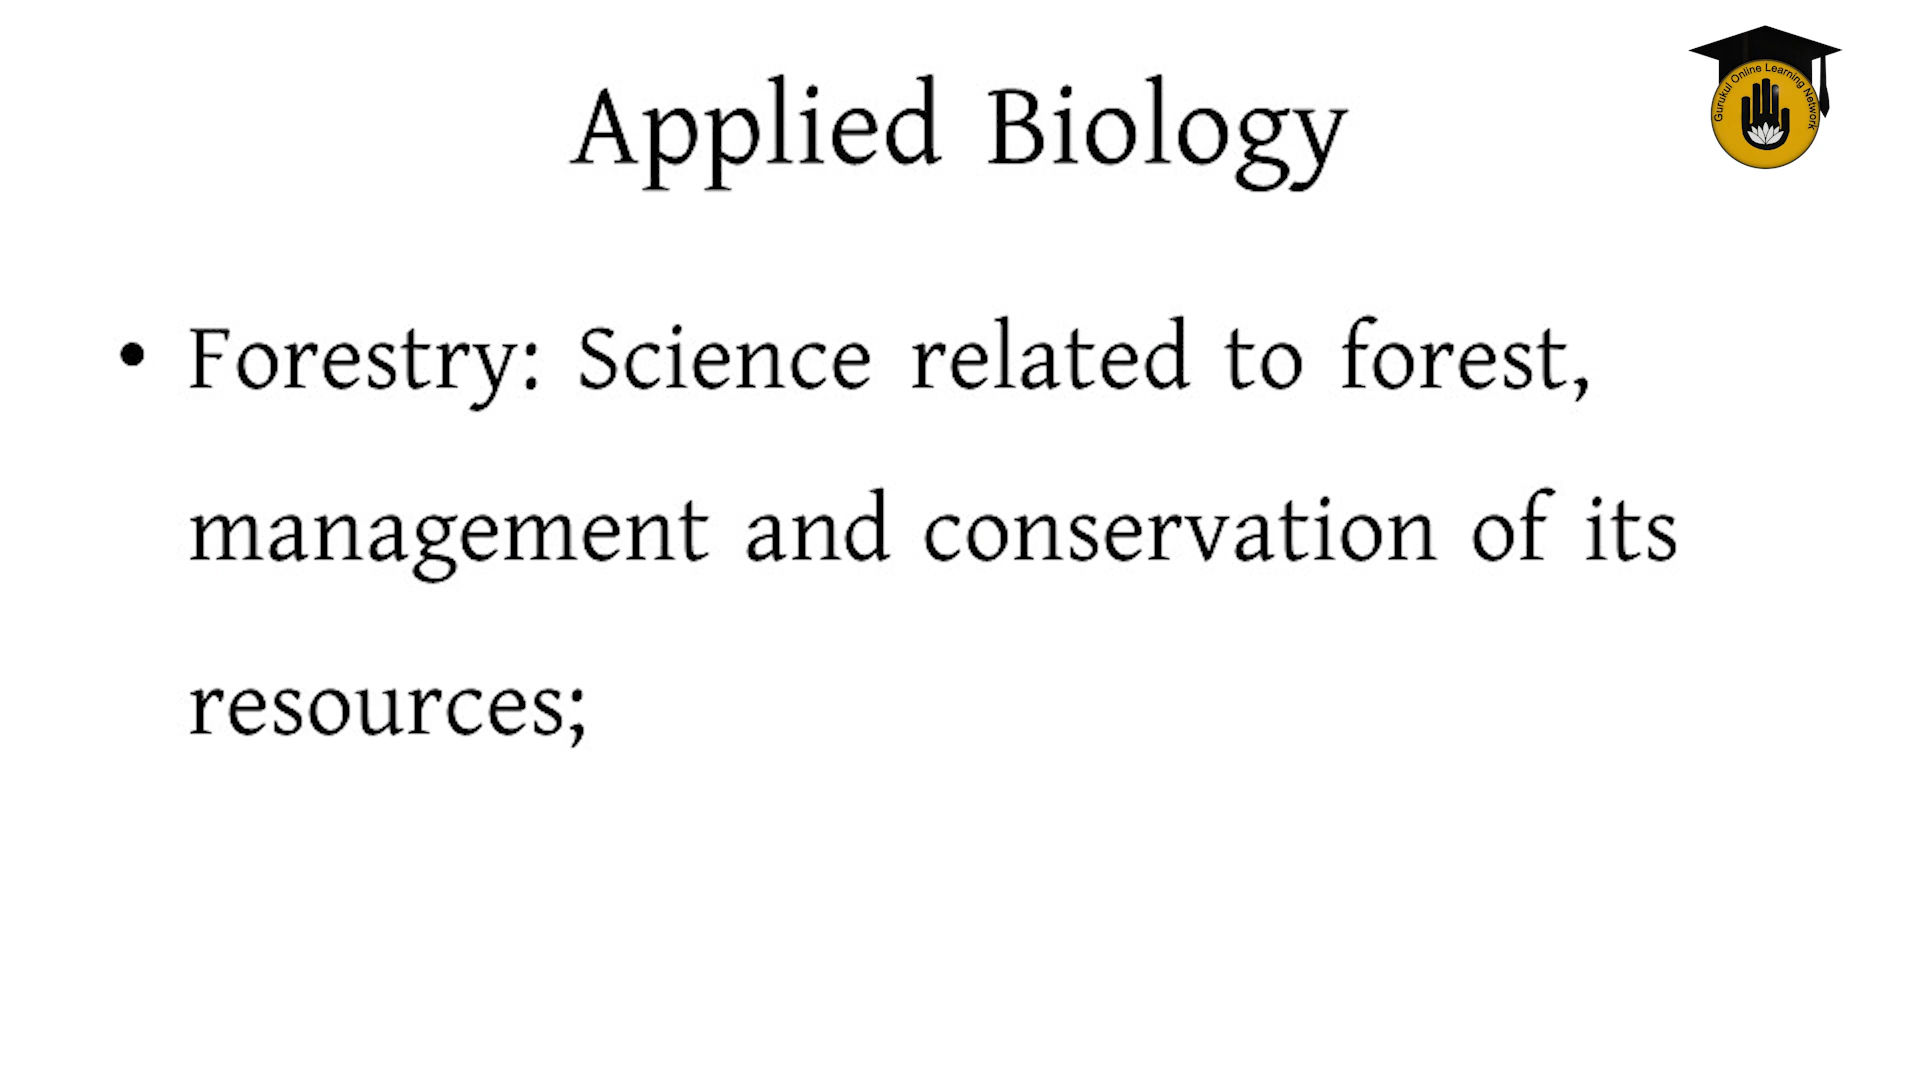 Applied Biology
Gurukul Online Learning Network
• Forestry: Science related to forest,
management and conservation of its
resources;